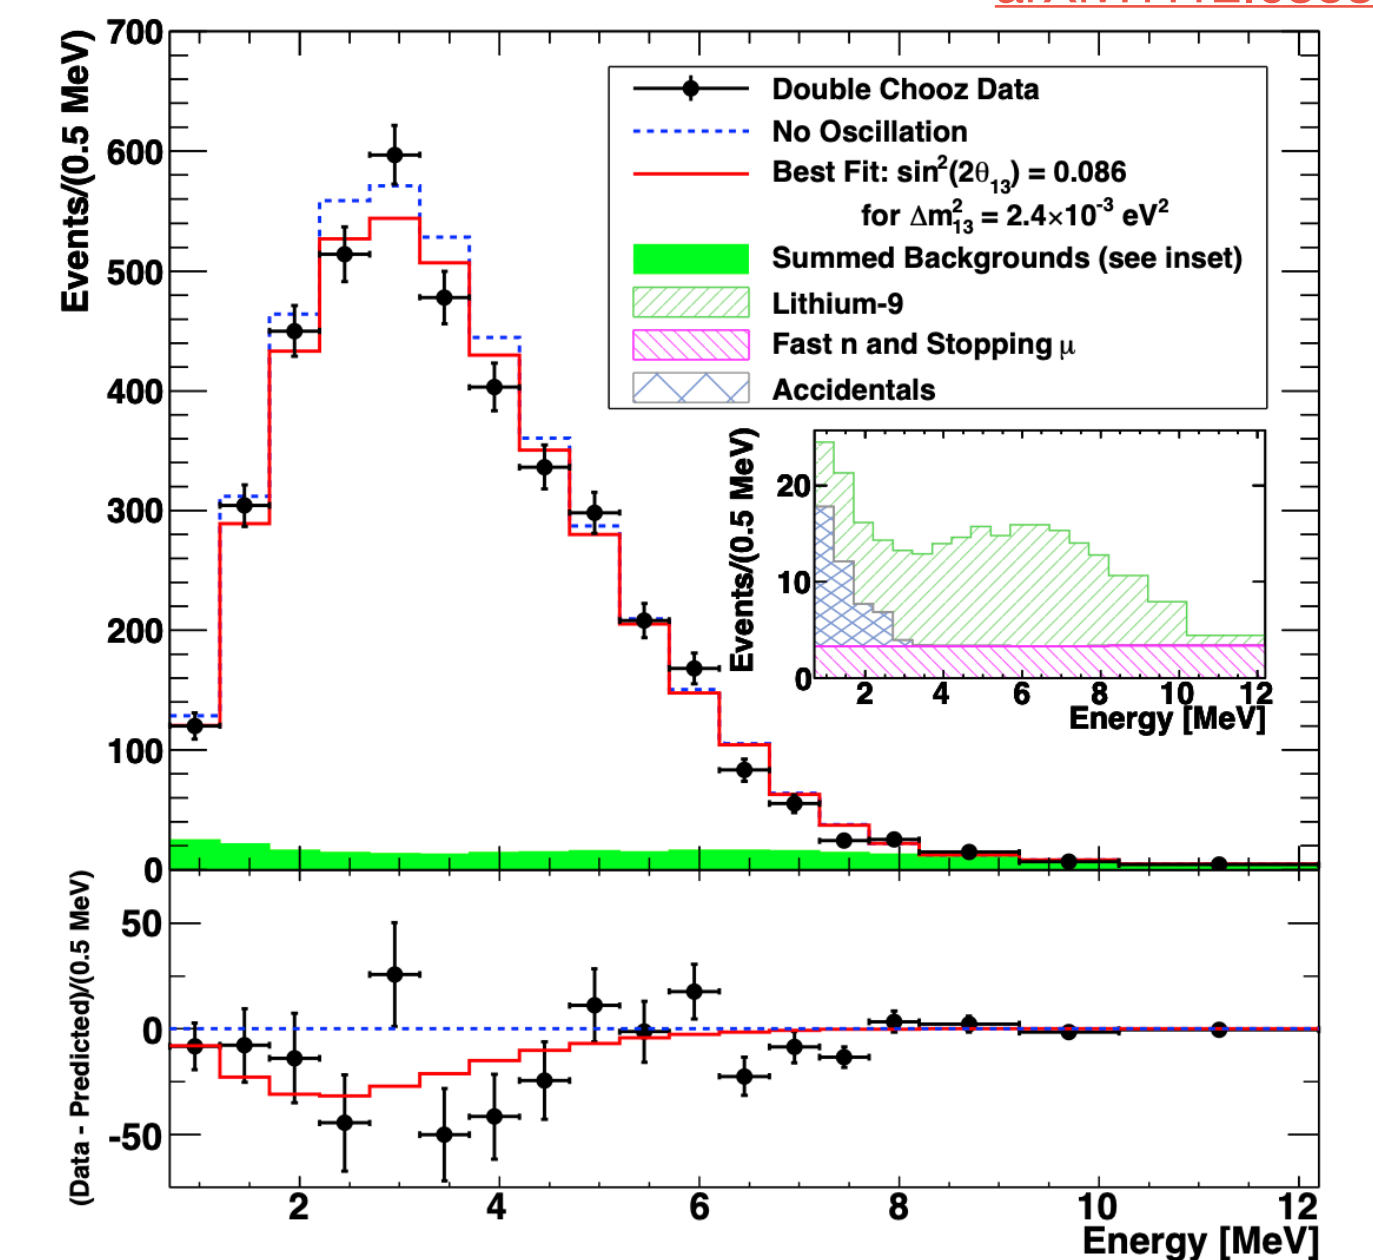 700
600
500
400
300
200
100
0
Events/(0.5 MeV)
Double Chooz Data
No Oscillation
Best Fit: sin²(2θ₁₃) = 0.086
for Δm²₁₃ = 2.4×10⁻³ eV²
Summed Backgrounds (see inset)
Lithium-9
Fast n and Stopping μ
Accidentals
Events/(0.5 MeV)
20
10
0
2 4 6 8 10 12
Energy [MeV]
(Data - Predicted)/(0.5 MeV)
50
0
-50
2 4 6 8 10 12
Energy [MeV]